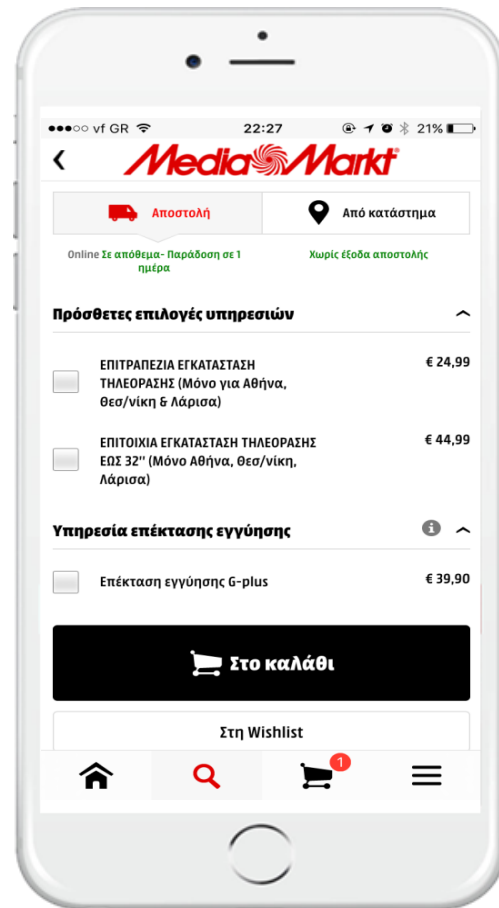 vf GR 22:27 21%
MediaMarkt
Αποστολή
Από κατάστημα
Online Σε απόθεμα- Παράδοση σε 1
ημέρα
Χωρίς έξοδα αποστολής
Πρόσθετες επιλογές υπηρεσιών
ΕΠΙΤΡΑΠΕΖΙΑ ΕΓΚΑΤΑΣΤΑΣΗ € 24,99
ΤΗΛΕΟΡΑΣΗΣ (Μόνο για Αθήνα,
Θεσ/νίκη & Λάρισα)
ΕΠΙΤΟΙΧΙΑ ΕΓΚΑΤΑΣΤΑΣΗ ΤΗΛΕΟΡΑΣΗΣ € 44,99
ΕΩΣ 32'' (Μόνο Αθήνα, Θεσ/νίκη,
Λάρισα)
Υπηρεσία επέκτασης εγγύησης
Επέκταση εγγύησης G-plus € 39,90
Στο καλάθι
Στη Wishlist
1